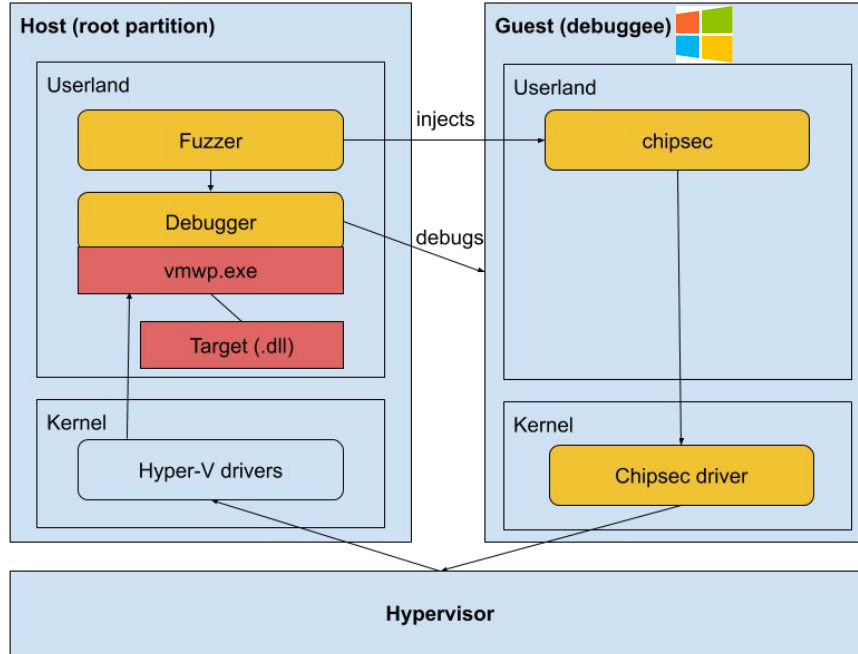 Host (root partition)
Userland
Fuzzer
Debugger
vmwp.exe
Target (.dll)
Kernel
Hyper-V drivers
injects
debugs
Guest (debuggee)
Userland
chipsec
Kernel
Chipsec driver
Hypervisor